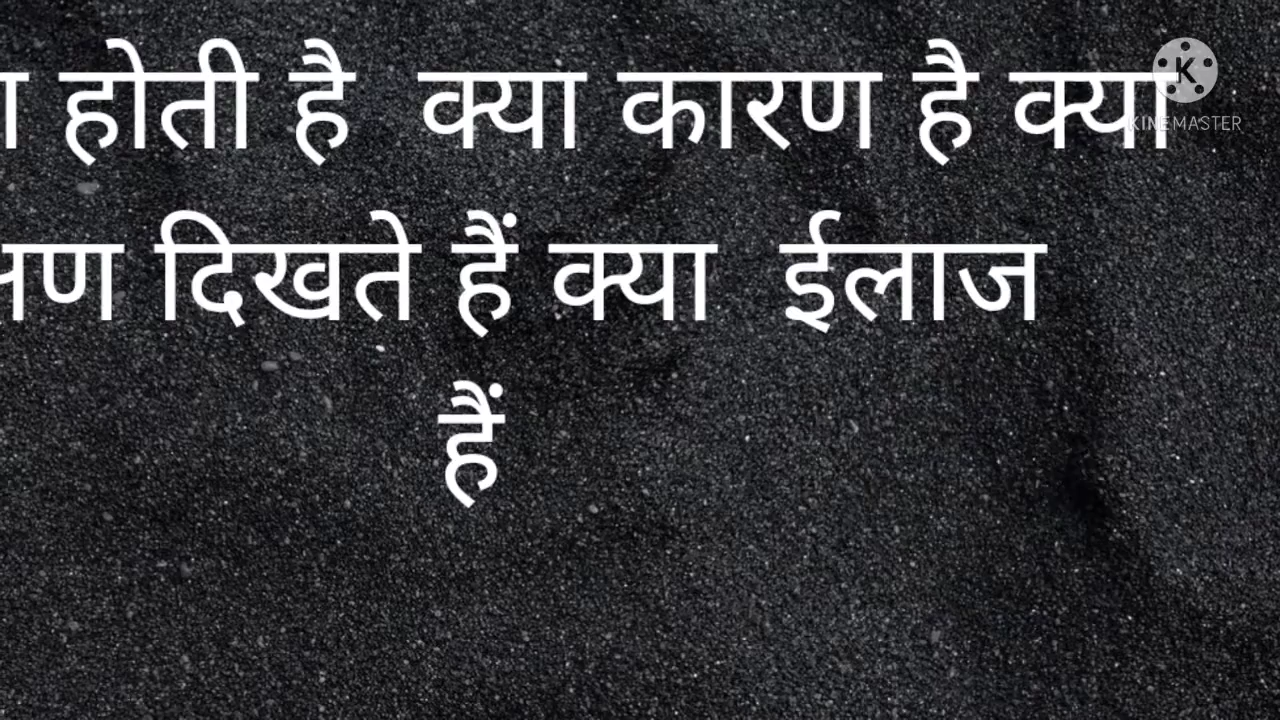 होती है क्या कारण है क्या
दिखते हैं क्या ईलाज
हैं
KINEMASTER